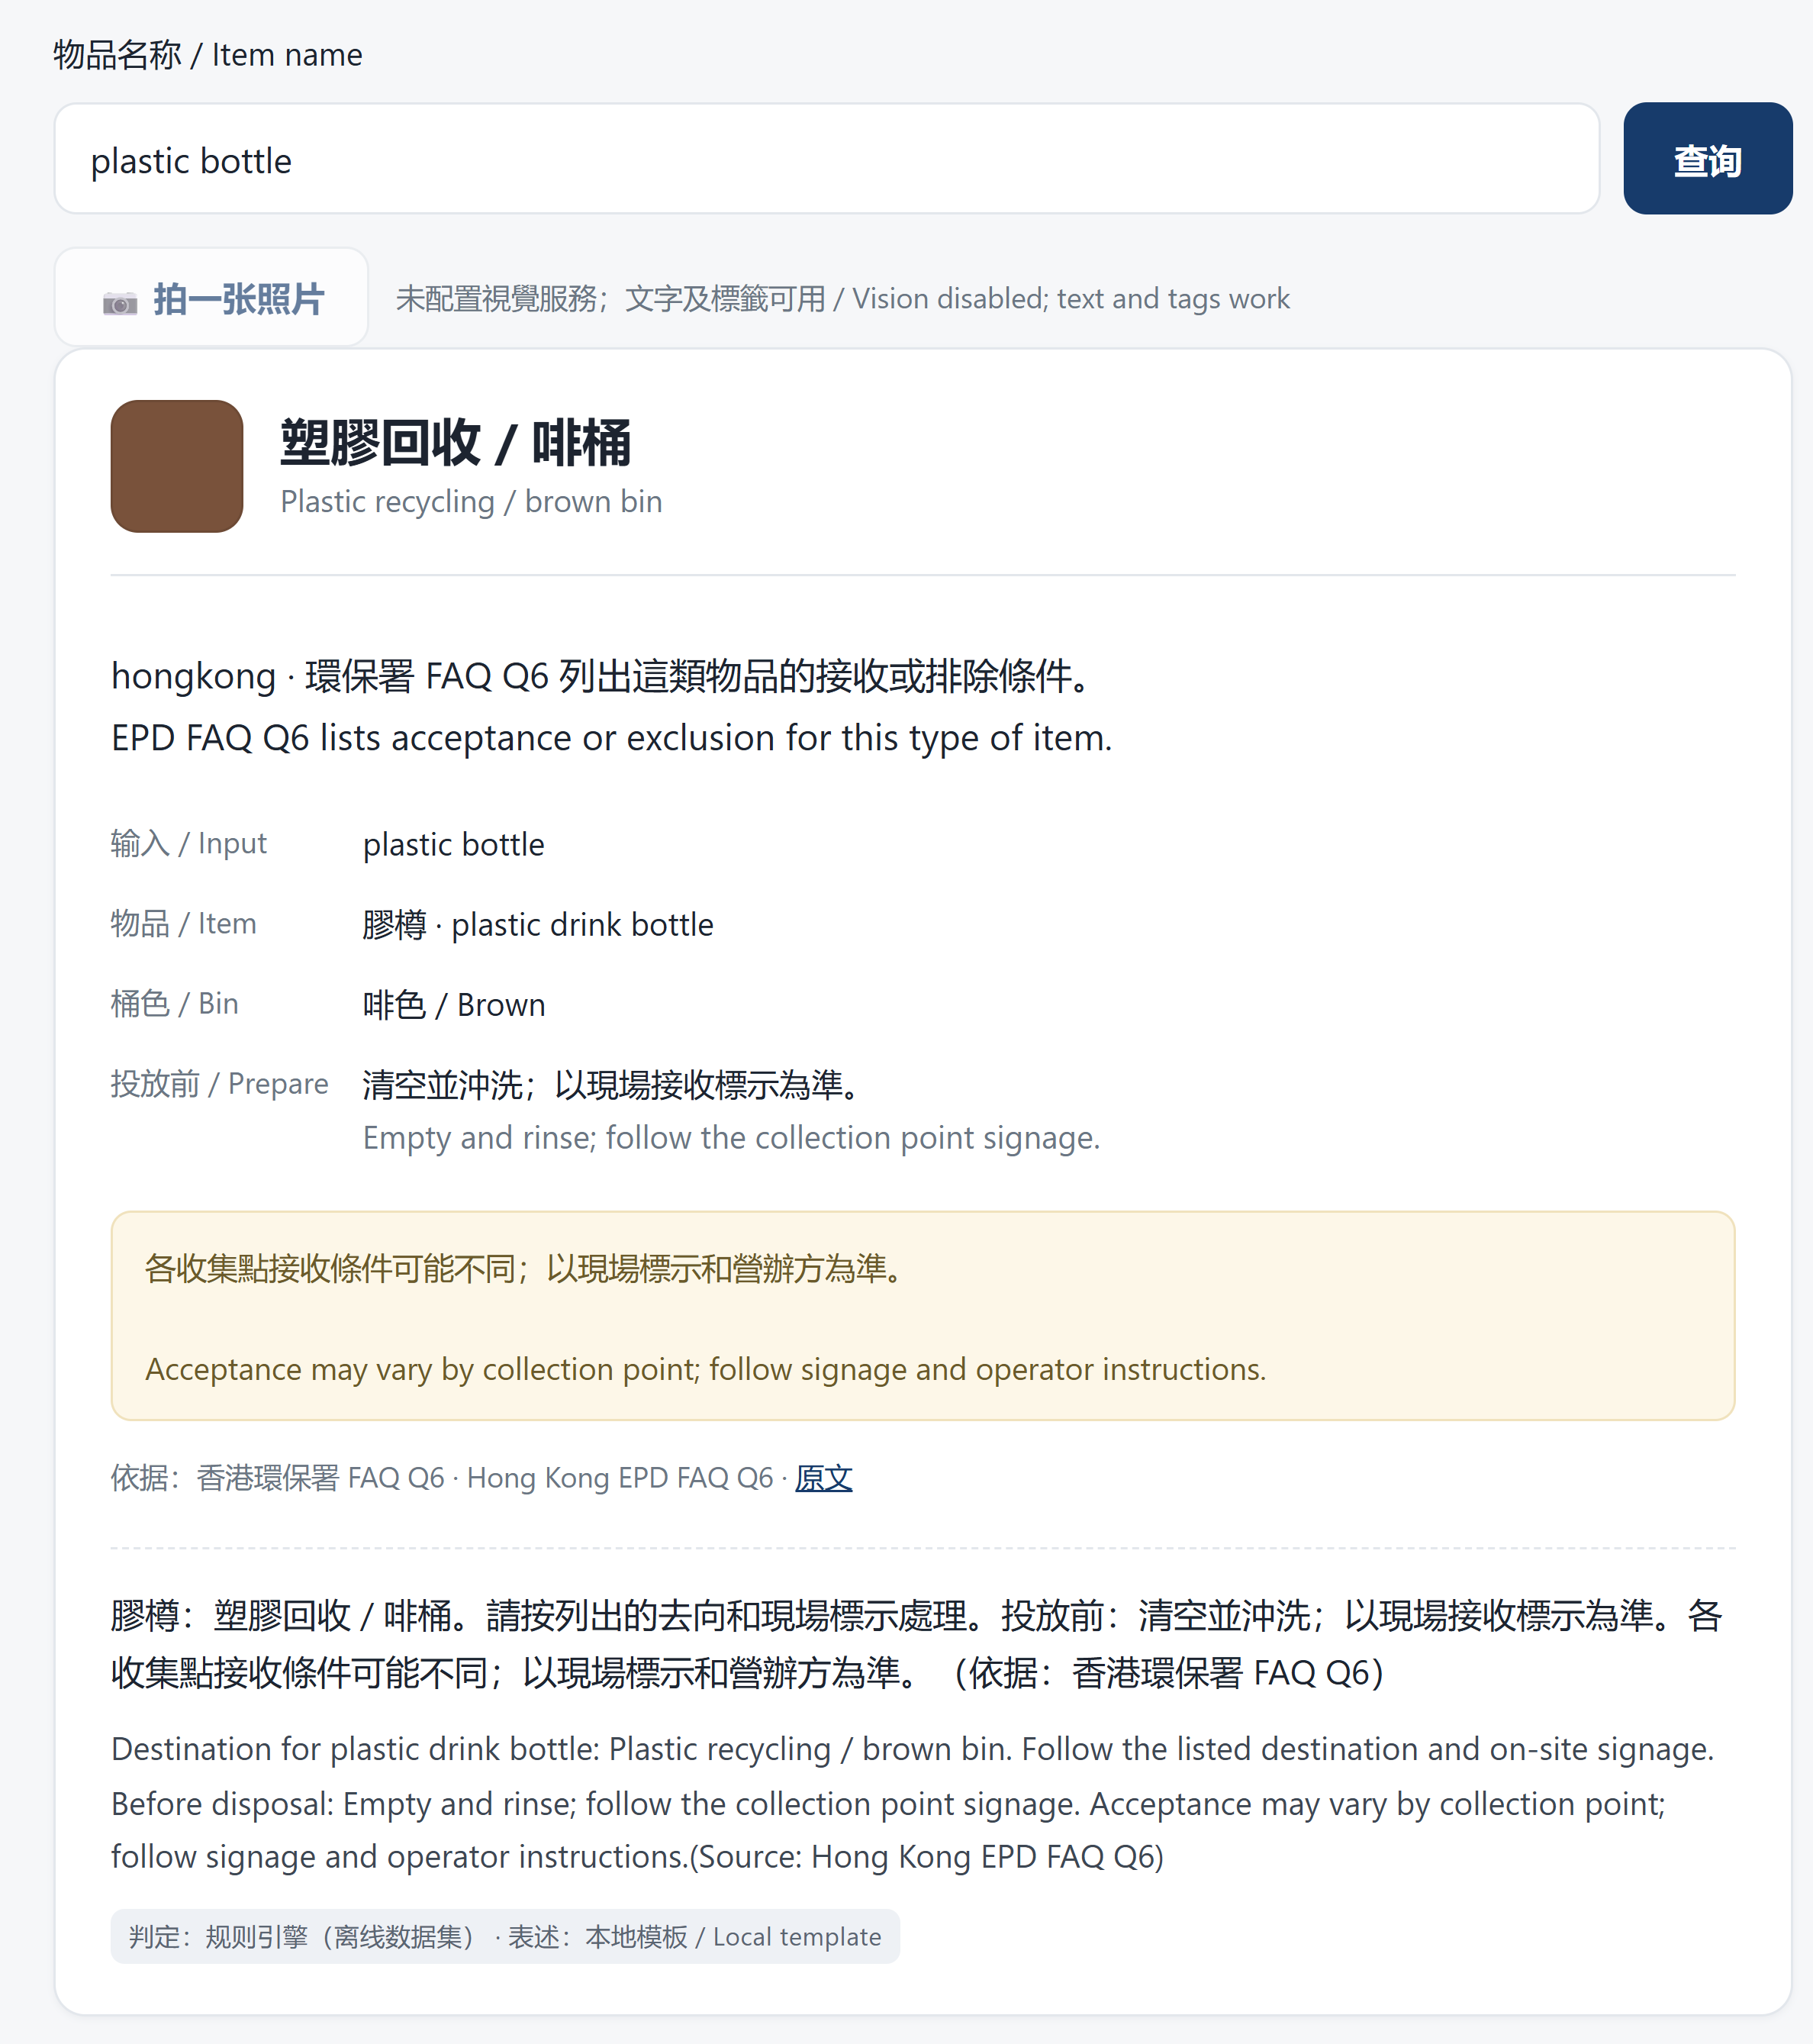 物品名称 / Item name
plastic bottle
查询
拍一张照片
未配置視覺服務；文字及標籤可用 / Vision disabled; text and tags work
塑膠回收 / 啡桶
Plastic recycling / brown bin
hongkong · 環保署 FAQ Q6 列出這類物品的接收或排除條件。
EPD FAQ Q6 lists acceptance or exclusion for this type of item.
输入 / Input
plastic bottle
物品 / Item
膠樽 · plastic drink bottle
桶色 / Bin
啡色 / Brown
投放前 / Prepare
清空並沖洗；以現場接收標示為準。
Empty and rinse; follow the collection point signage.
各收集點接收條件可能不同；以現場標示和營辦方為準。
Acceptance may vary by collection point; follow signage and operator instructions.
依据：香港環保署 FAQ Q6 · Hong Kong EPD FAQ Q6 · 原文
膠樽：塑膠回收 / 啡桶。請按列出的去向和現場標示處理。投放前：清空並沖洗；以現場接收標示為準。各
收集點接收條件可能不同；以現場標示和營辦方為準。（依据：香港環保署 FAQ Q6）
Destination for plastic drink bottle: Plastic recycling / brown bin. Follow the listed destination and on-site signage.
Before disposal: Empty and rinse; follow the collection point signage. Acceptance may vary by collection point;
follow signage and operator instructions.(Source: Hong Kong EPD FAQ Q6)
判定：规则引擎（离线数据集） · 表述：本地模板 / Local template